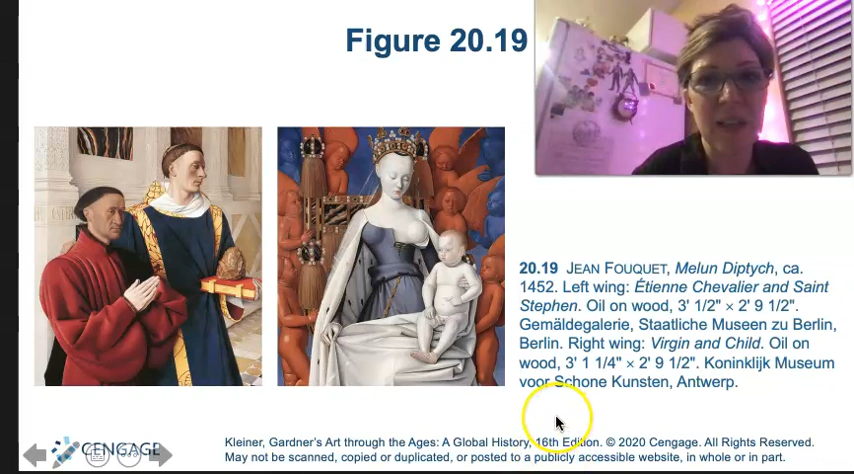 Figure 20.19
20.19 JEAN FOUQUET, Melun Diptych, ca.
1452. Left wing: Étienne Chevalier and Saint
Stephen. Oil on wood, 3' 1/2" × 2' 9 1/2".
Gemäldegalerie, Staatliche Museen zu Berlin,
Berlin. Right wing: Virgin and Child. Oil on
wood, 3' 1 1/4" × 2' 9 1/2". Koninklijk Museum
voor Schone Kunsten, Antwerp.
CENGAGE
Kleiner, Gardner's Art through the Ages: A Global History, 16th Edition. © 2020 Cengage. All Rights Reserved.
May not be scanned, copied or duplicated, or posted to a publicly accessible website, in whole or in part.